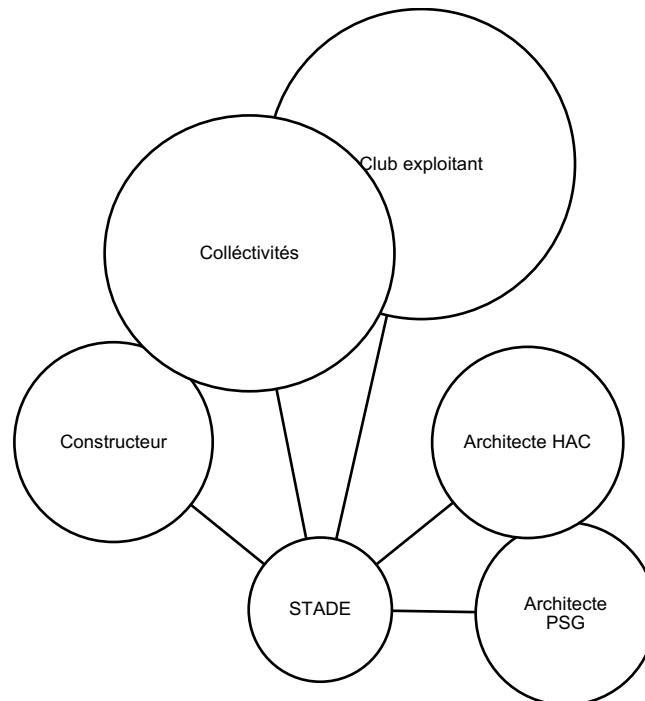 Club exploitant
Colléctivités
Constructeur
Architecte HAC
STADE
Architecte
PSG